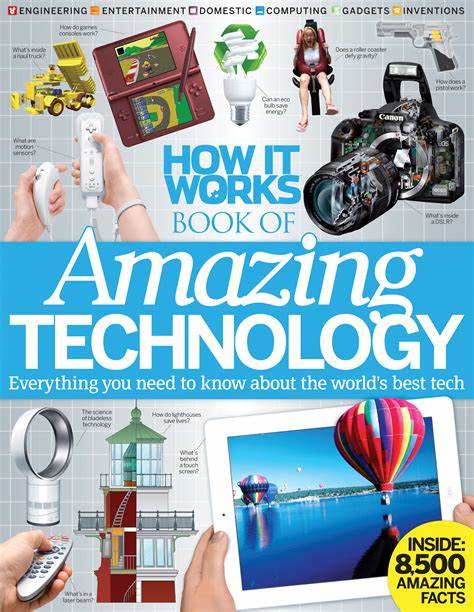 ENGINEERING ENTERTAINMENT DOMESTIC COMPUTING GADGETS INVENTIONS
How do games
consoles work?
What's inside
a haul truck?
Can an eco
bulb save
energy?
Does a roller coaster
defy gravity?
How does a
pistol work?
What are
motion
sensors?
Canon
EOS
What's inside
a DSLR?
HOW IT
WORKS
BOOK OF
Amazing
TECHNOLOGY
Everything you need to know about the world's best tech
The science
of bladeless
technology
How do lighthouses
save lives?
What's
behind a
touch
screen?
What's in a
laser beam?
INSIDE:
8,500
AMAZING
FACTS